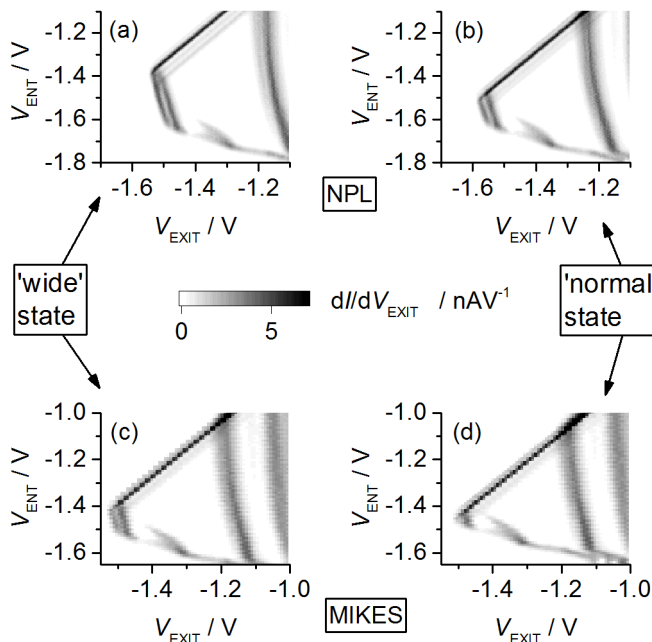 (a)
(b)
V_ENT / V
-1.2
-1.4
-1.6
-1.8
-1.6 -1.4 -1.2
V_EXIT / V
V_ENT / V
-1.2
-1.4
-1.6
-1.8
-1.6 -1.4 -1.2
V_EXIT / V
NPL
'wide'
state
'normal
state
0 5
dI/dV_EXIT / nAV⁻¹
(c)
(d)
V_ENT / V
-1.0
-1.2
-1.4
-1.6
-1.4 -1.2 -1.0
V_EXIT / V
V_ENT / V
-1.0
-1.2
-1.4
-1.6
-1.4 -1.2 -1.0
V_EXIT / V
MIKES